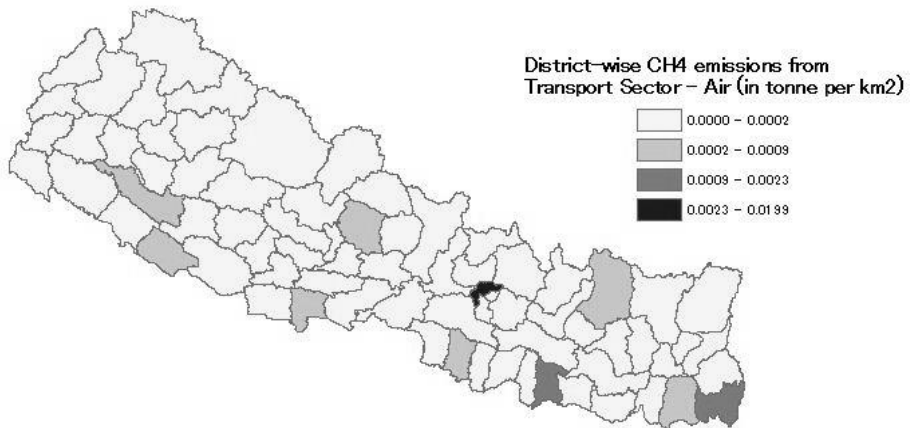 District-wise CH4 emissions from
Transport Sector - Air (in tonne per km2)
0.0000 - 0.0002
0.0002 - 0.0009
0.0009 - 0.0023
0.0023 - 0.0199